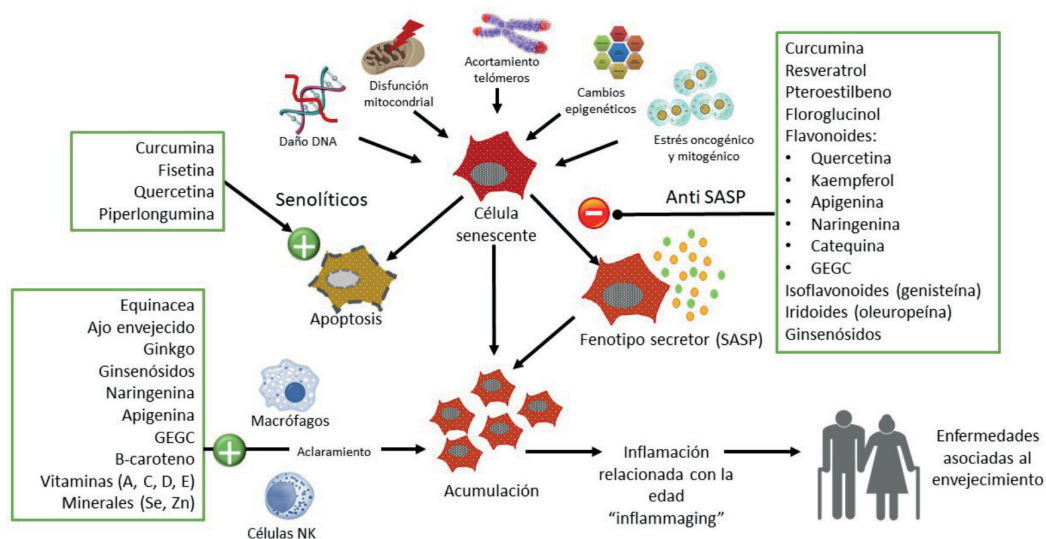 Daño DNA
Disfunción
mitocondrial
Acortamiento
telómeros
Cambios
epigenéticos
Estrés oncogénico
y mitogénico
Curcumina
Fisetina
Quercetina
Piperlongumina
Senolíticos
Célula
senescente
Anti SASP
Curcumina
Resveratrol
Pteroestilbeno
Floroglucinol
Flavonoides:
• Quercetina
• Kaempferol
• Apigenina
• Naringenina
• Catequina
• GEGC
Isoflavonoides (genisteína)
Iridoides (oleuropeína)
Ginsenósidos
Apoptosis
Fenotipo secretor (SASP)
Equinacea
Ajo envejecido
Ginkgo
Ginsenósidos
Naringenina
Apigenina
GEGC
B-caroteno
Vitaminas (A, C, D, E)
Minerales (Se, Zn)
Macrófagos
Aclaramiento
Células NK
Acumulación
Inflamación
relacionada con la
edad
“inflammaging”
Enfermedades
asociadas al
envejecimiento